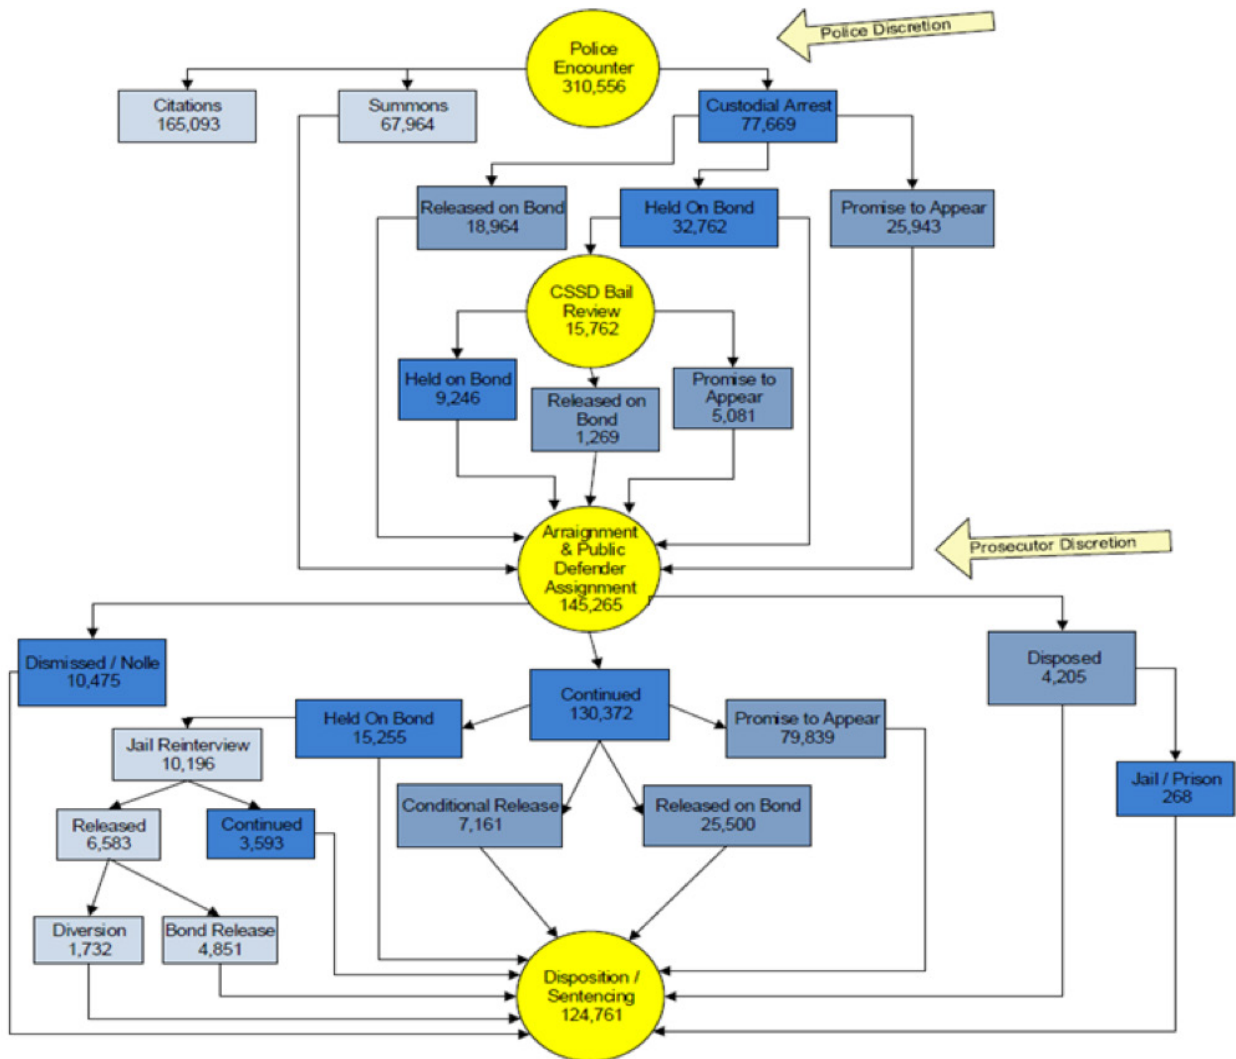 Police Discretion
Police
Encounter
310,556
Citations
165,093
Summons
67,964
Custodial Arrest
77,669
Released on Bond
18,964
Held On Bond
32,762
Promise to Appear
25,943
CSSD Bail
Review
15,762
Held on Bond
9,246
Released on
Bond
1,269
Promise to
Appear
5,081
Arraignment
& Public
Defender
Assignment
145,265
Prosecutor Discretion
Dismissed / Nolle
10,475
Disposed
4,205
Continued
130,372
Held On Bond
15,255
Promise to Appear
79,839
Jail Reinterview
10,196
Jail / Prison
268
Conditional Release
7,161
Released on Bond
25,500
Released
6,583
Continued
3,593
Diversion
1,732
Bond Release
4,851
Disposition /
Sentencing
124,761